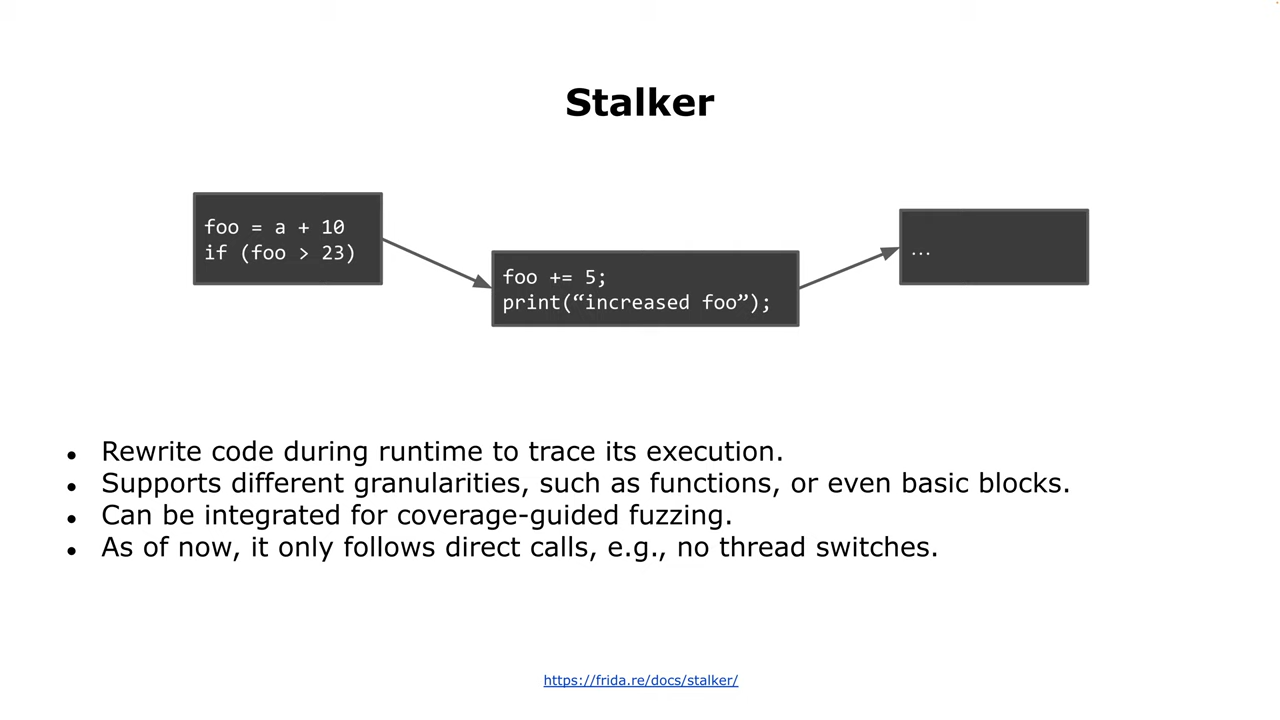 Stalker
foo = a + 10
if (foo > 23)
foo += 5;
print(“increased foo”);
...
● Rewrite code during runtime to trace its execution.
● Supports different granularities, such as functions, or even basic blocks.
● Can be integrated for coverage-guided fuzzing.
● As of now, it only follows direct calls, e.g., no thread switches.
https://frida.re/docs/stalker/